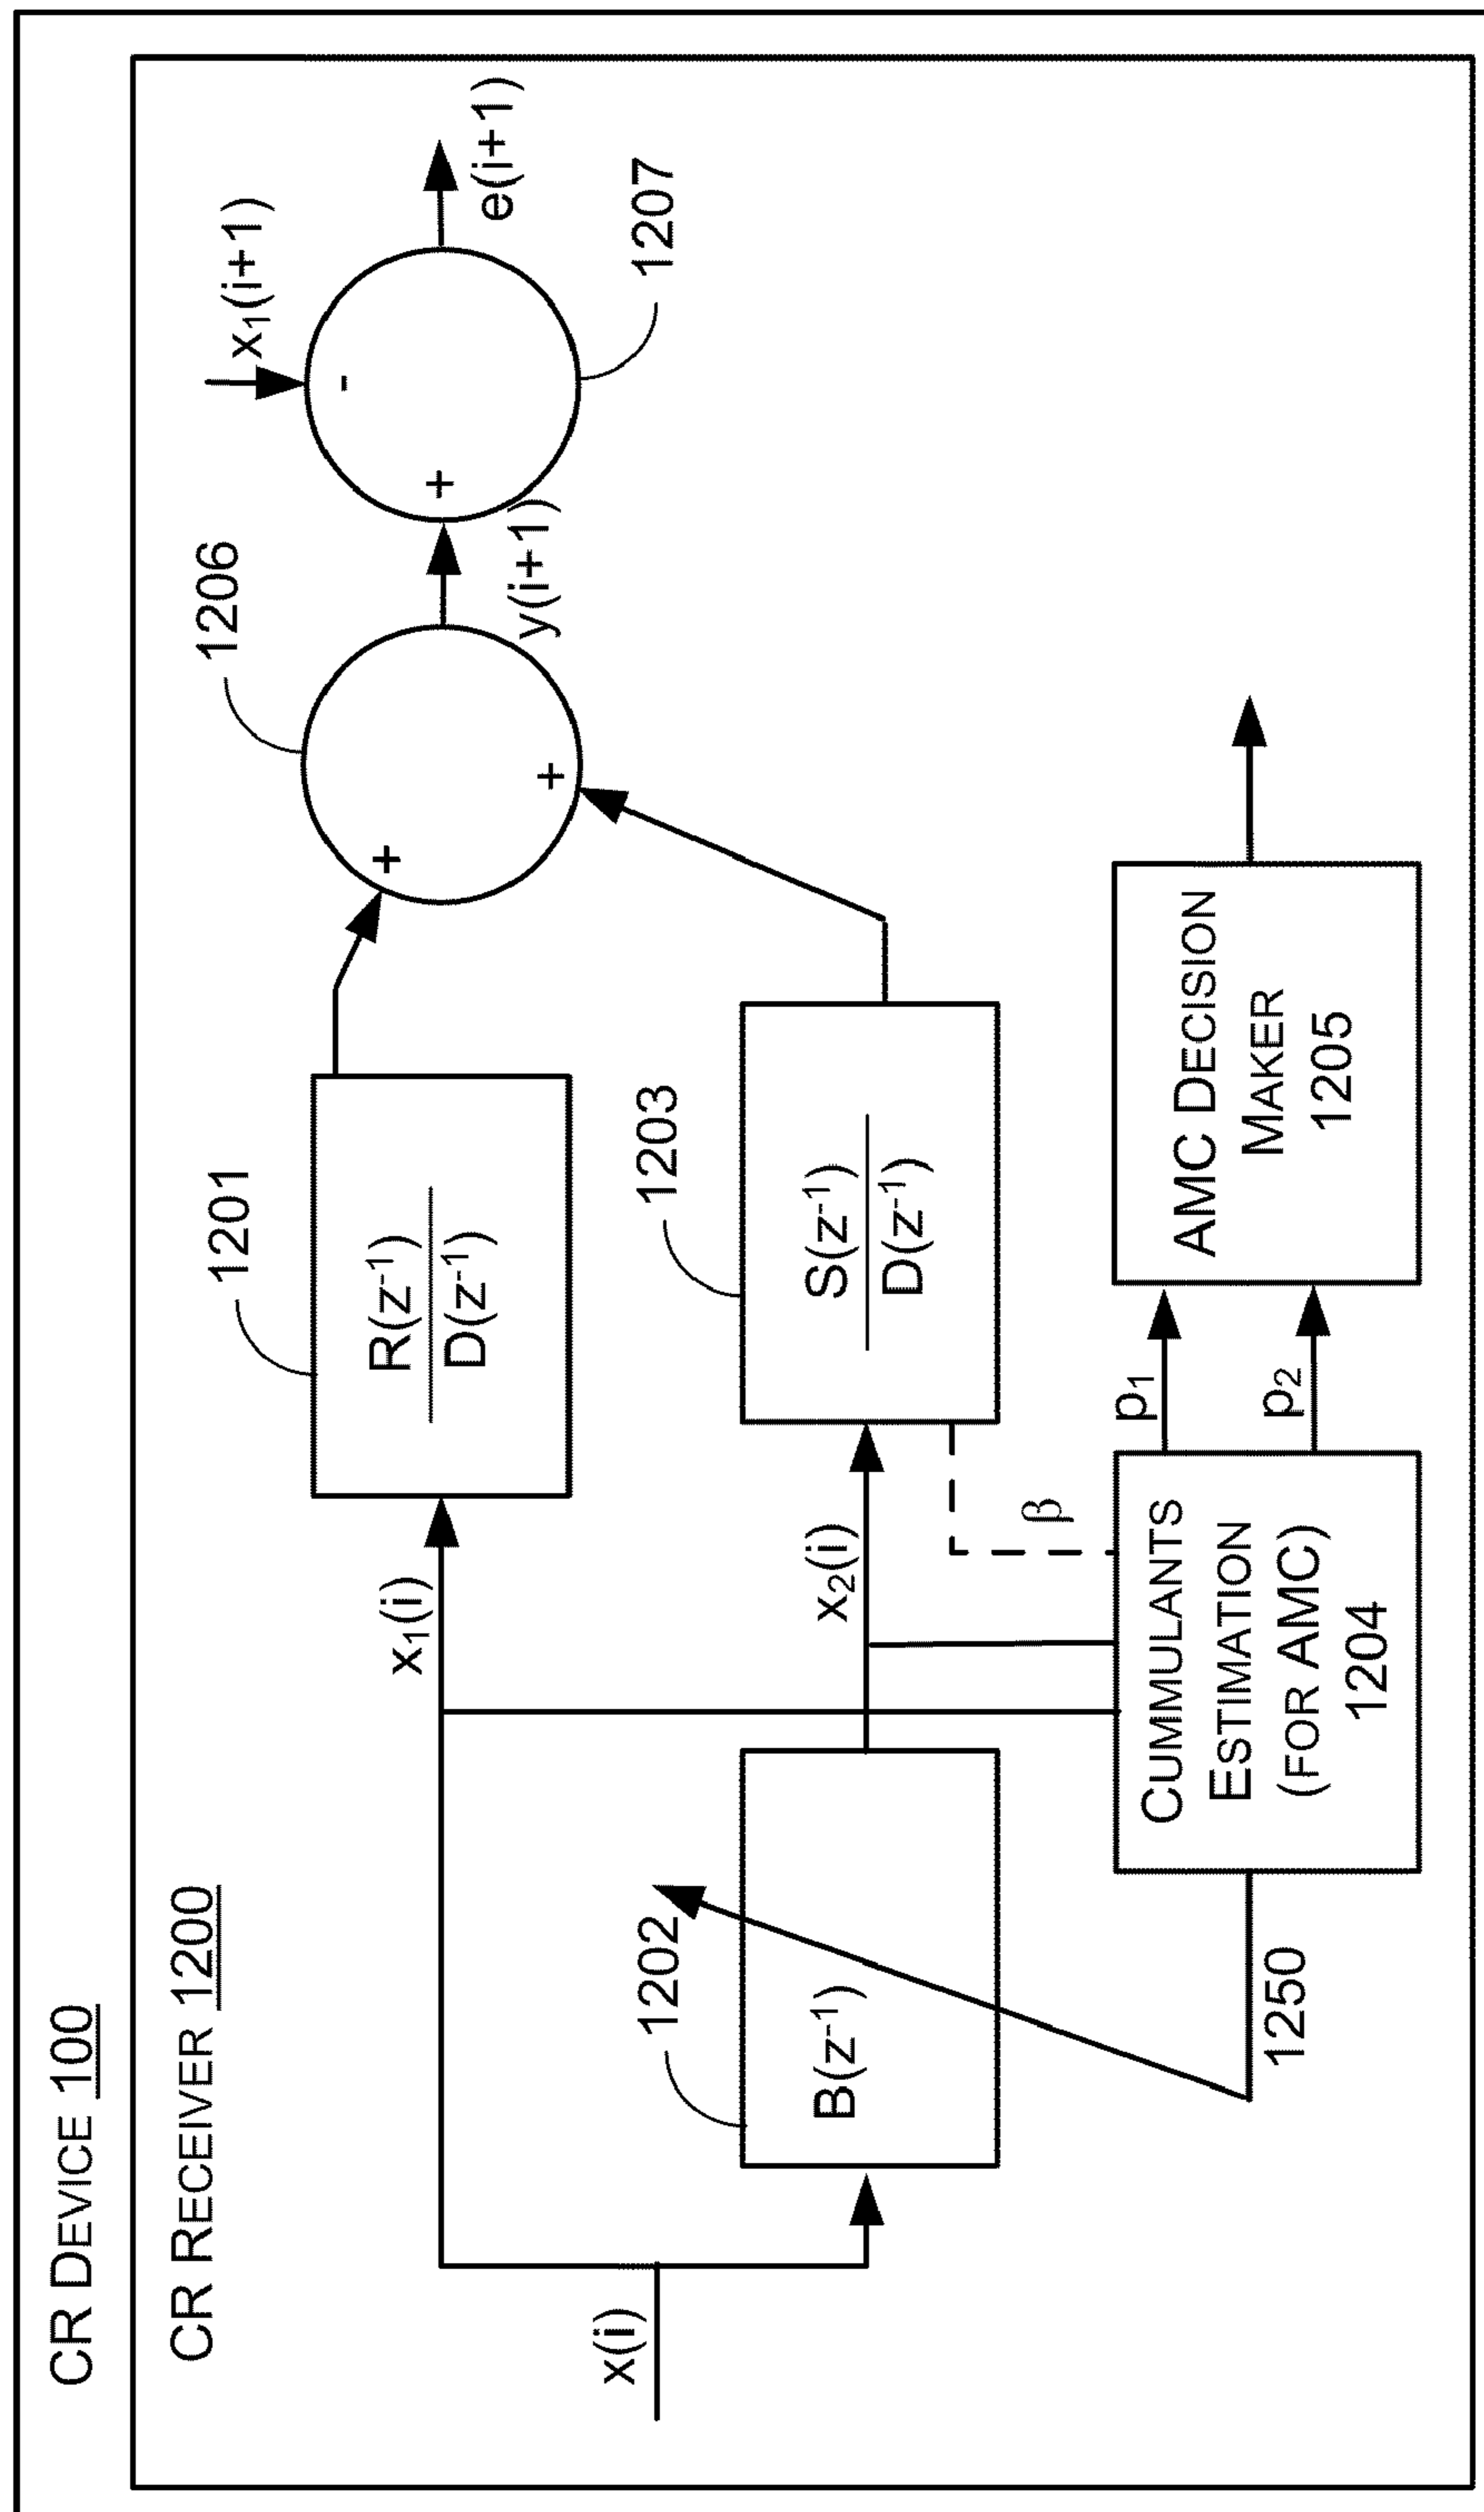 CR DEVICE 100
CR RECEIVER 1200
x(i)
1202
B(z⁻¹)
1250
x₁(i)
x₂(i)
β
CUMMULANTS
ESTIMATION
(FOR AMC)
1204
1201
R(z⁻¹)
D(z⁻¹)
1203
S(z⁻¹)
D(z⁻¹)
p₁
p₂
AMC DECISION
MAKER
1205
1206
+
+
y(i+1)
x₁(i+1)
-
+
e(i+1)
1207